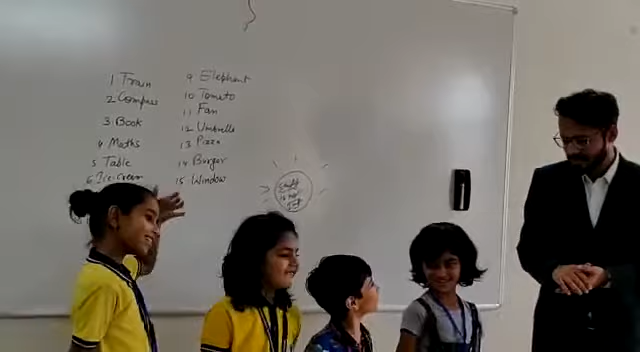 1 Train
2 Compass
3 Book
4 Maths
5 Table
6 Ice cream
9 Elephant
10 Tomato
11 Fan
12 Umbrella
13 Pizza
14 Burger
15 Window